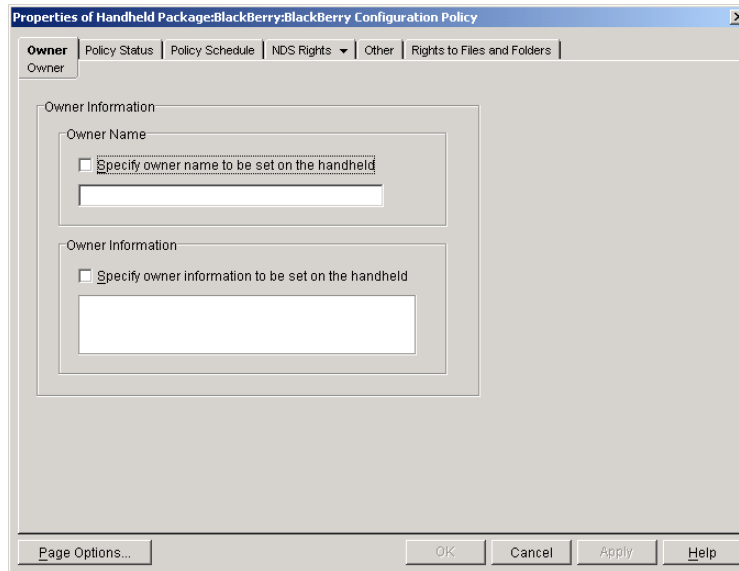 Properties of Handheld Package:BlackBerry:BlackBerry Configuration Policy
Owner Policy Status Policy Schedule NDS Rights Other Rights to Files and Folders
Owner
Owner Information
Owner Name
Specify owner name to be set on the handheld
Owner Information
Specify owner information to be set on the handheld
Page Options... OK Cancel Apply Help